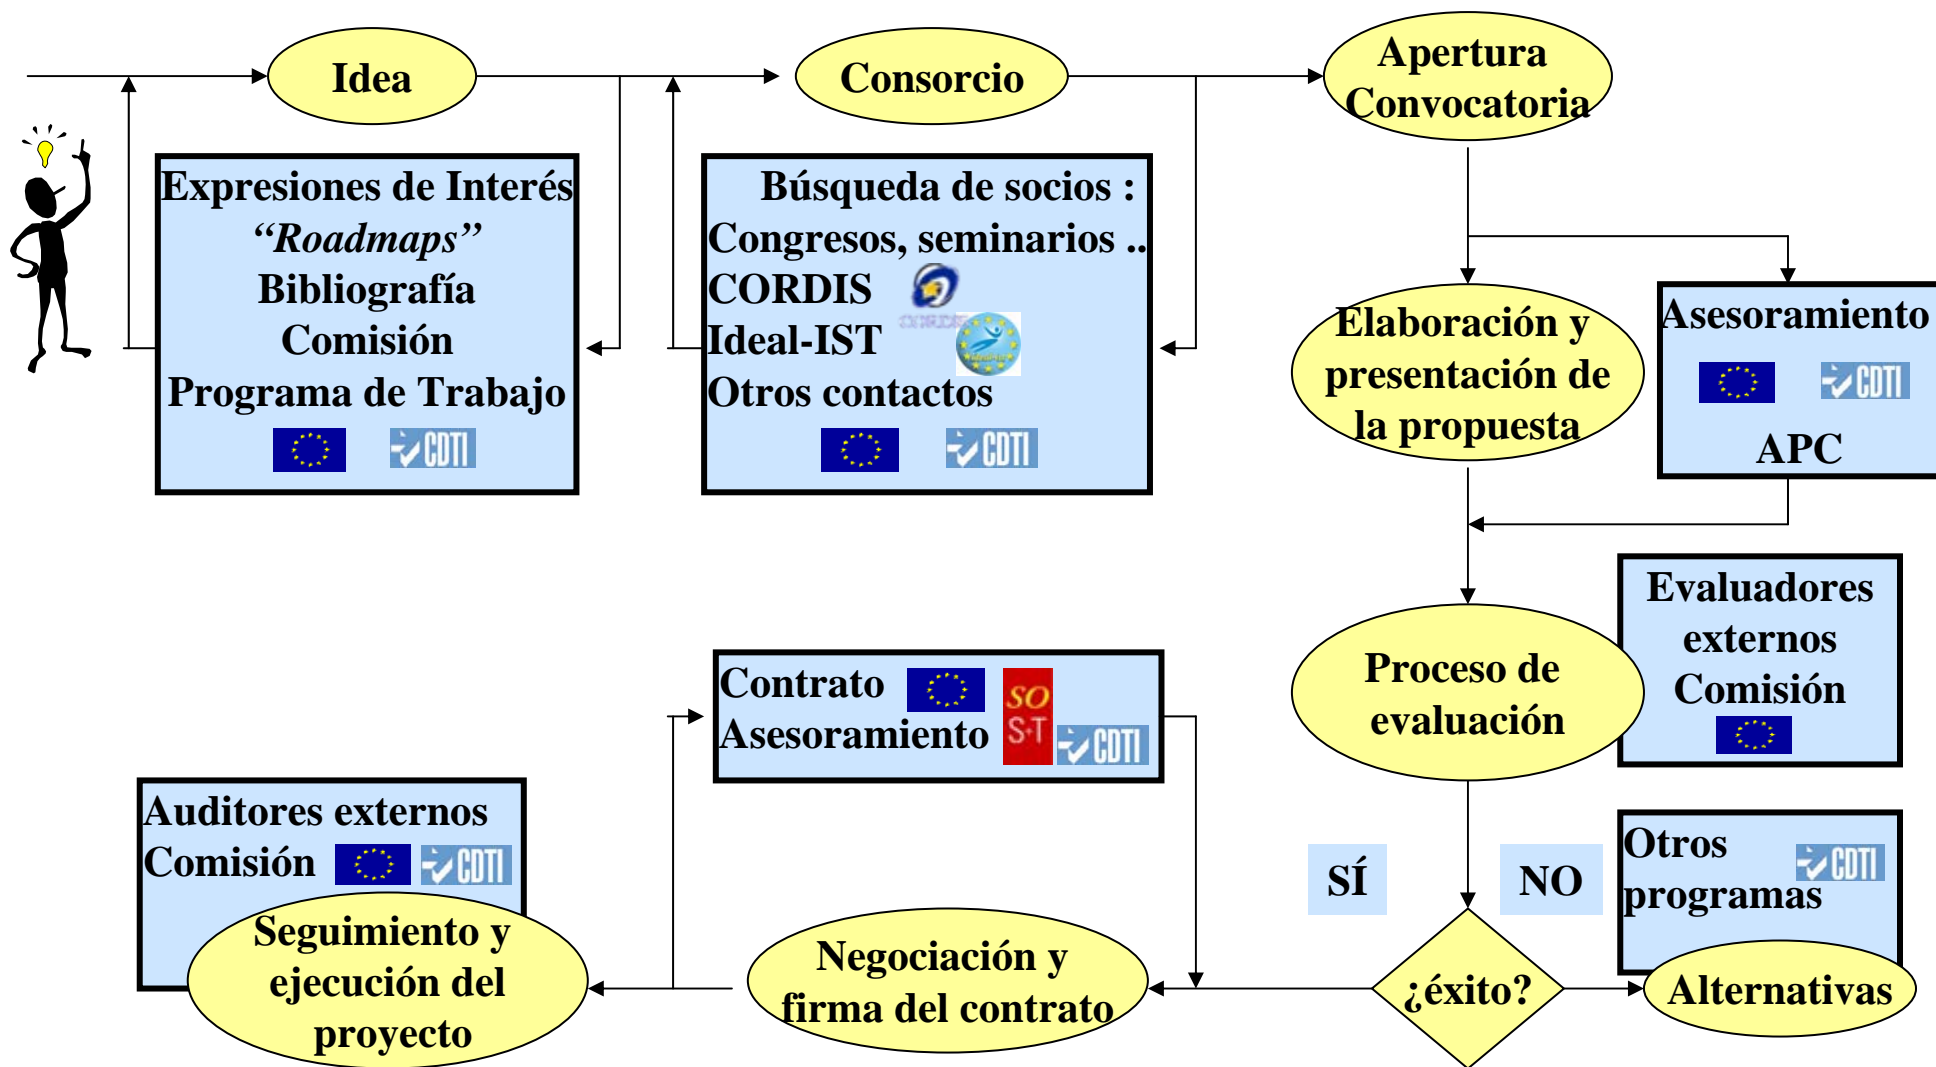 Idea
Consorcio
Apertura
Convocatoria
Expresiones de Interés
“Roadmaps”
Bibliografía
Comisión
Programa de Trabajo
CDTI
Búsqueda de socios :
Congresos, seminarios ..
CORDIS
CORDIS
Ideal-IST
Ideal-ist
Otros contactos
CDTI
Elaboración y
presentación de
la propuesta
Asesoramiento
CDTI
APC
Proceso de
evaluación
Evaluadores
externos
Comisión
Contrato
Asesoramiento
SO
S+T
CDTI
Auditores externos
Comisión
CDTI
Seguimiento y
ejecución del
proyecto
Negociación y
firma del contrato
SÍ
NO
¿éxito?
Otros
programas
CDTI
Alternativas